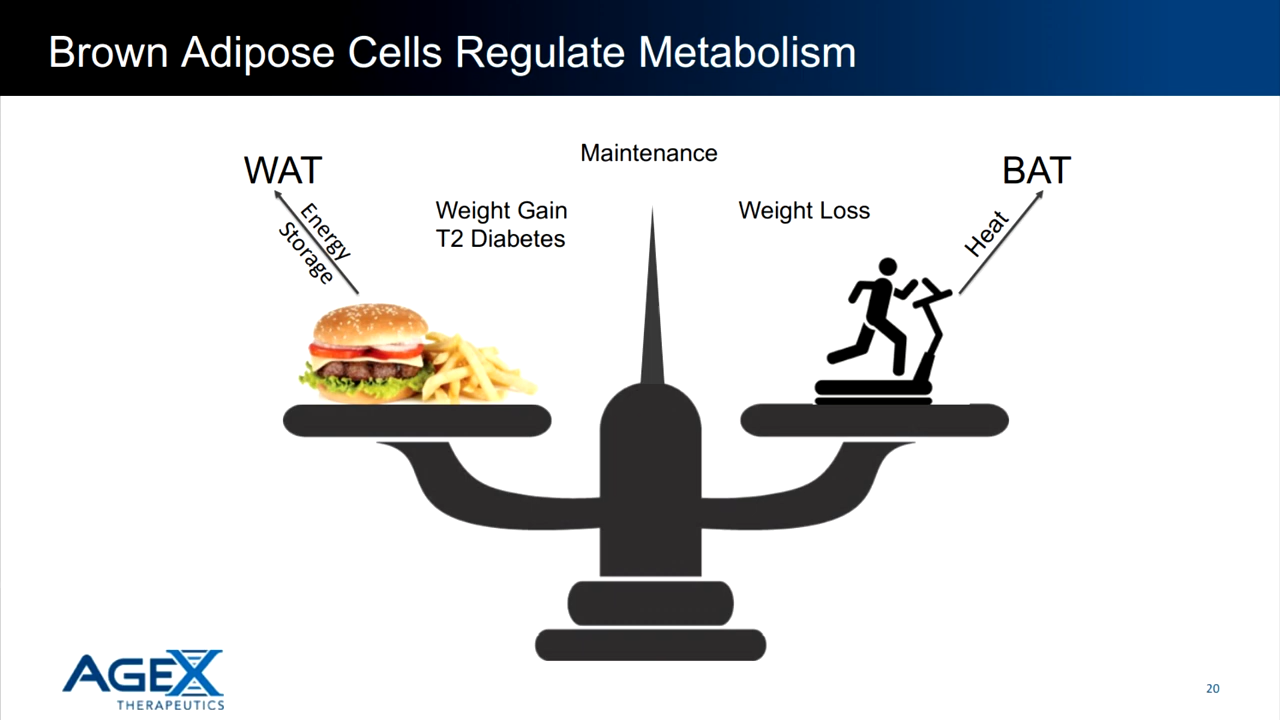 Brown Adipose Cells Regulate Metabolism
Maintenance
WAT
BAT
Energy
Storage
Weight Gain
T2 Diabetes
Weight Loss
Heat
AGEX
THERAPEUTICS
20